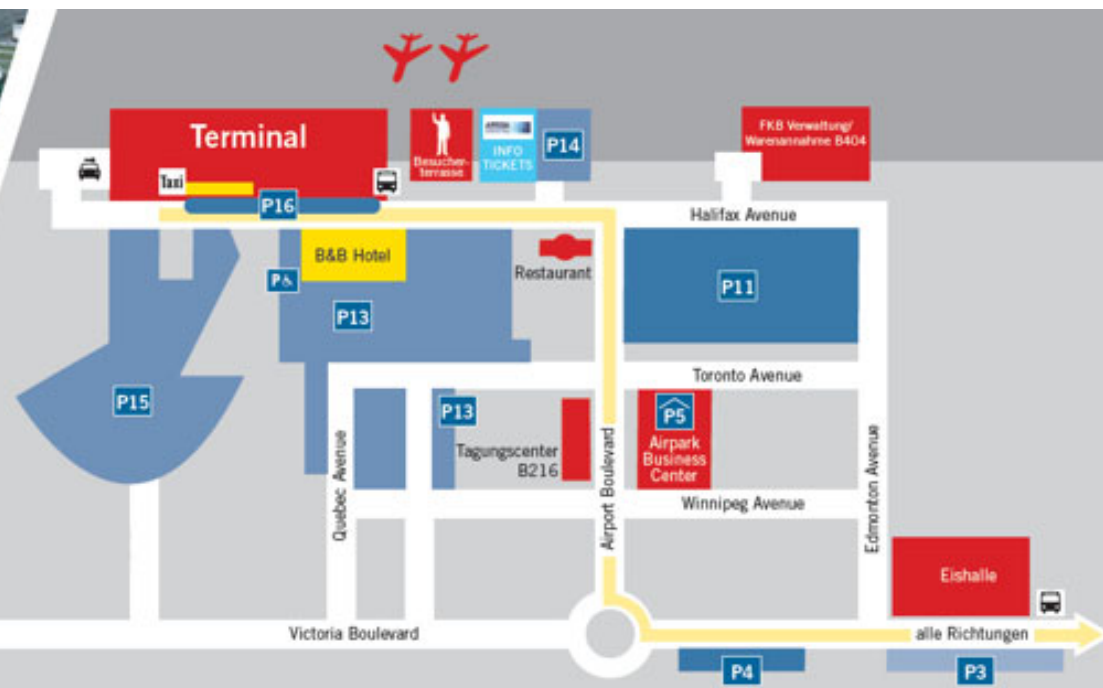 Terminal
Taxi
P16
Besucher-
terrasse
INFO
TICKETS
P14
FKB Verwaltung/
Warenannahme B404
Halifax Avenue
B&B Hotel
Restaurant
P
P13
P11
P15
Toronto Avenue
P13
Tagungscenter
B216
P5
Airpark
Business
Center
Quebec Avenue
Airport Boulevard
Edmonton Avenue
Winnipeg Avenue
Eishalle
Victoria Boulevard
alle Richtungen
P4
P3